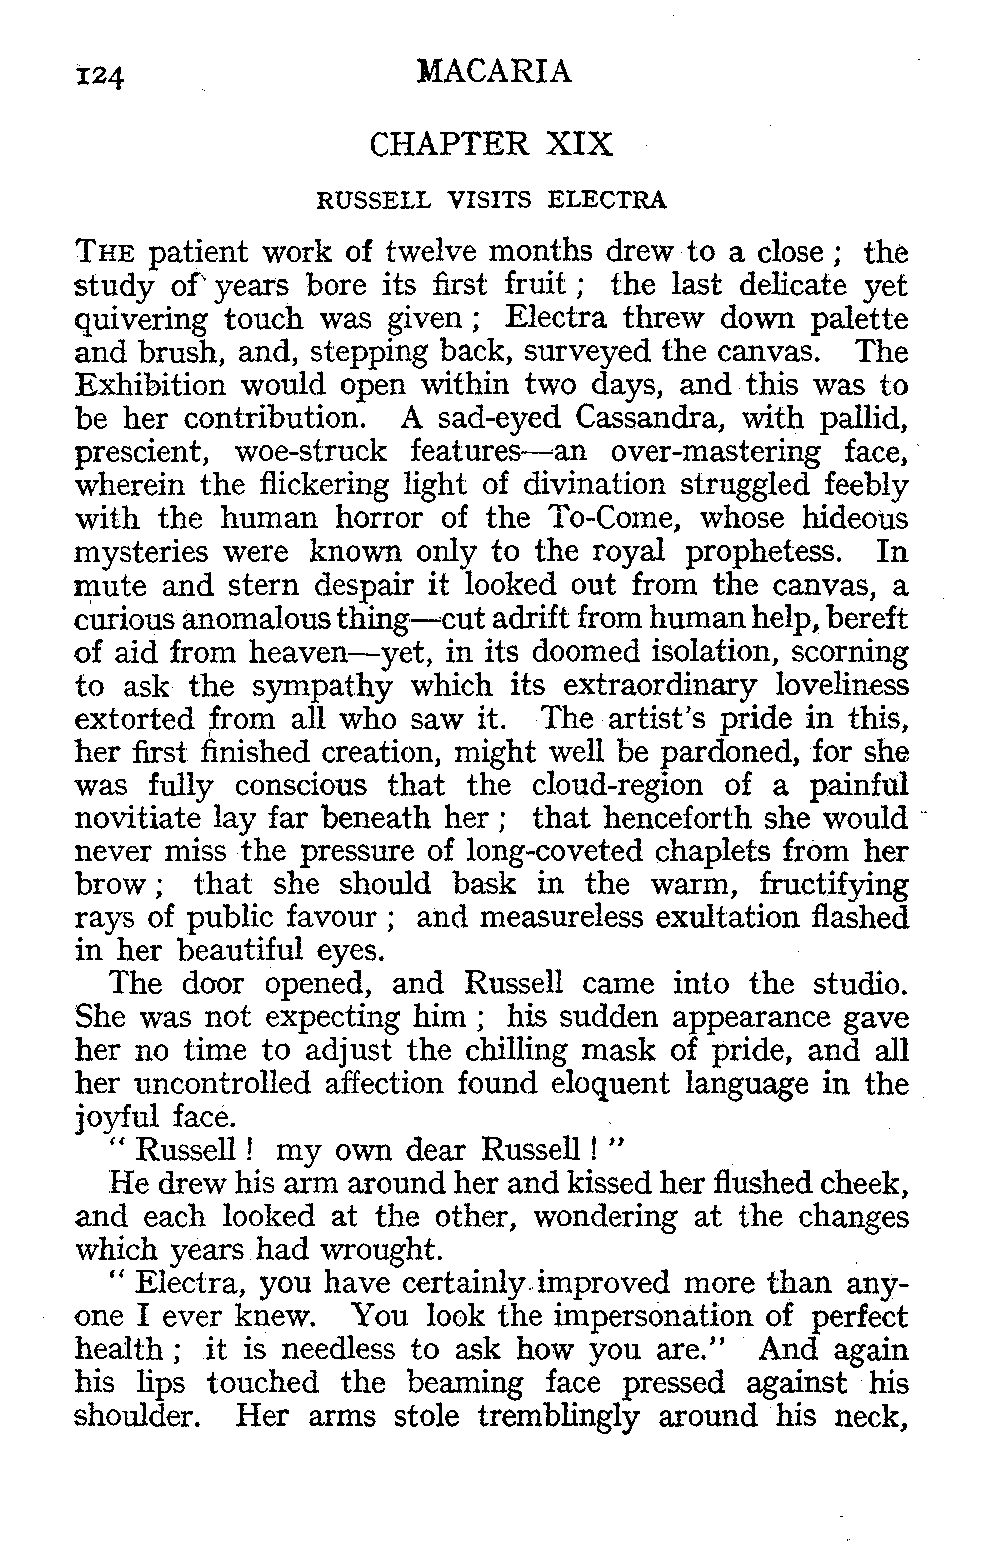 124 MACARIA
CHAPTER XIX
RUSSELL VISITS ELECTRA
THE patient work of twelve months drew to a close ; the
study of years bore its first fruit ; the last delicate yet
quivering touch was given ; Electra threw down palette
and brush, and, stepping back, surveyed the canvas. The
Exhibition would open within two days, and this was to
be her contribution. A sad-eyed Cassandra, with pallid,
prescient, woe-struck features—an over-mastering face,
wherein the flickering light of divination struggled feebly
with the human horror of the To-Come, whose hideous
mysteries were known only to the royal prophetess. In
mute and stern despair it looked out from the canvas, a
curious anomalous thing—cut adrift from human help, bereft
of aid from heaven—yet, in its doomed isolation, scorning
to ask the sympathy which its extraordinary loveliness
extorted from all who saw it. The artist's pride in this,
her first finished creation, might well be pardoned, for she
was fully conscious that the cloud-region of a painful
novitiate lay far beneath her ; that henceforth she would
never miss the pressure of long-coveted chaplets from her
brow ; that she should bask in the warm, fructifying
rays of public favour ; and measureless exultation flashed
in her beautiful eyes.
The door opened, and Russell came into the studio.
She was not expecting him ; his sudden appearance gave
her no time to adjust the chilling mask of pride, and all
her uncontrolled affection found eloquent language in the
joyful face.
" Russell ! my own dear Russell ! "
He drew his arm around her and kissed her flushed cheek,
and each looked at the other, wondering at the changes
which years had wrought.
" Electra, you have certainly improved more than any-
one I ever knew. You look the impersonation of perfect
health ; it is needless to ask how you are." And again
his lips touched the beaming face pressed against his
shoulder. Her arms stole tremblingly around his neck,